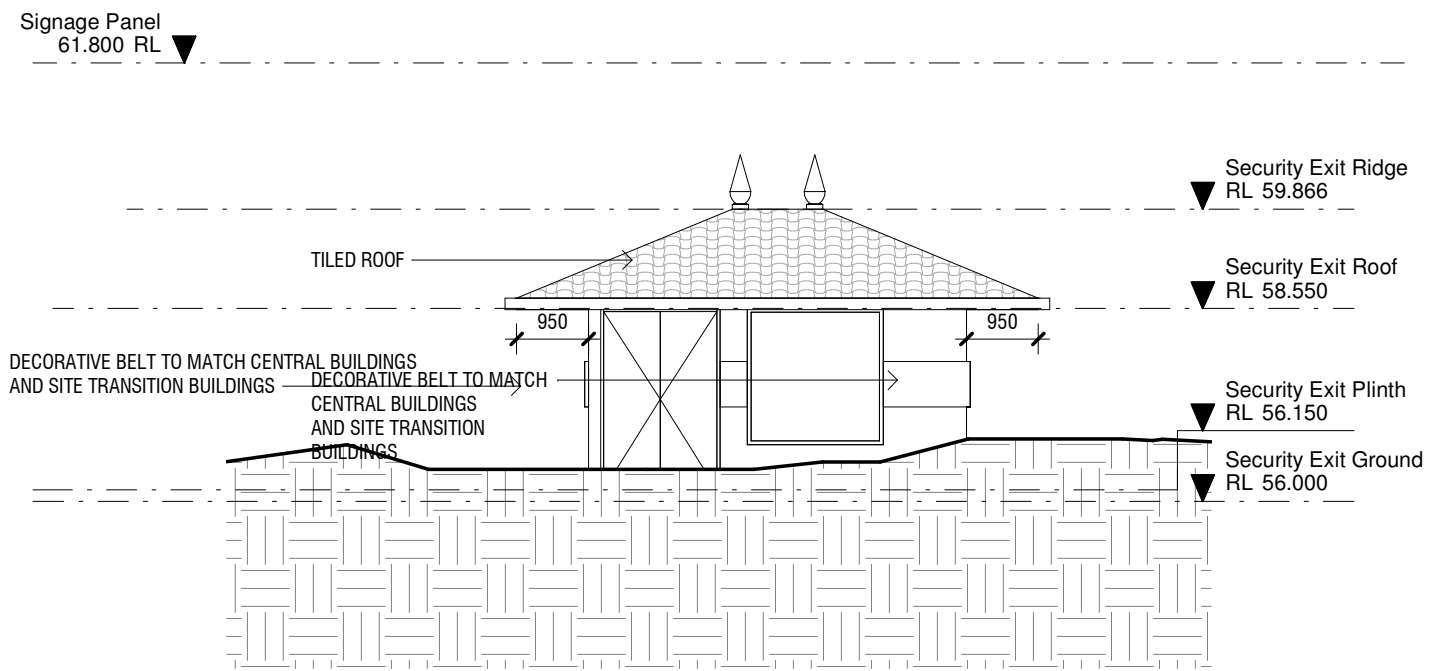 Signage Panel
61.800 RL
Security Exit Ridge
RL 59.866
TILED ROOF
Security Exit Roof
RL 58.550
950
950
DECORATIVE BELT TO MATCH CENTRAL BUILDINGS
AND SITE TRANSITION BUILDINGS
DECORATIVE BELT TO MATCH
CENTRAL BUILDINGS
AND SITE TRANSITION
BUILDINGS
Security Exit Plinth
RL 56.150
Security Exit Ground
RL 56.000